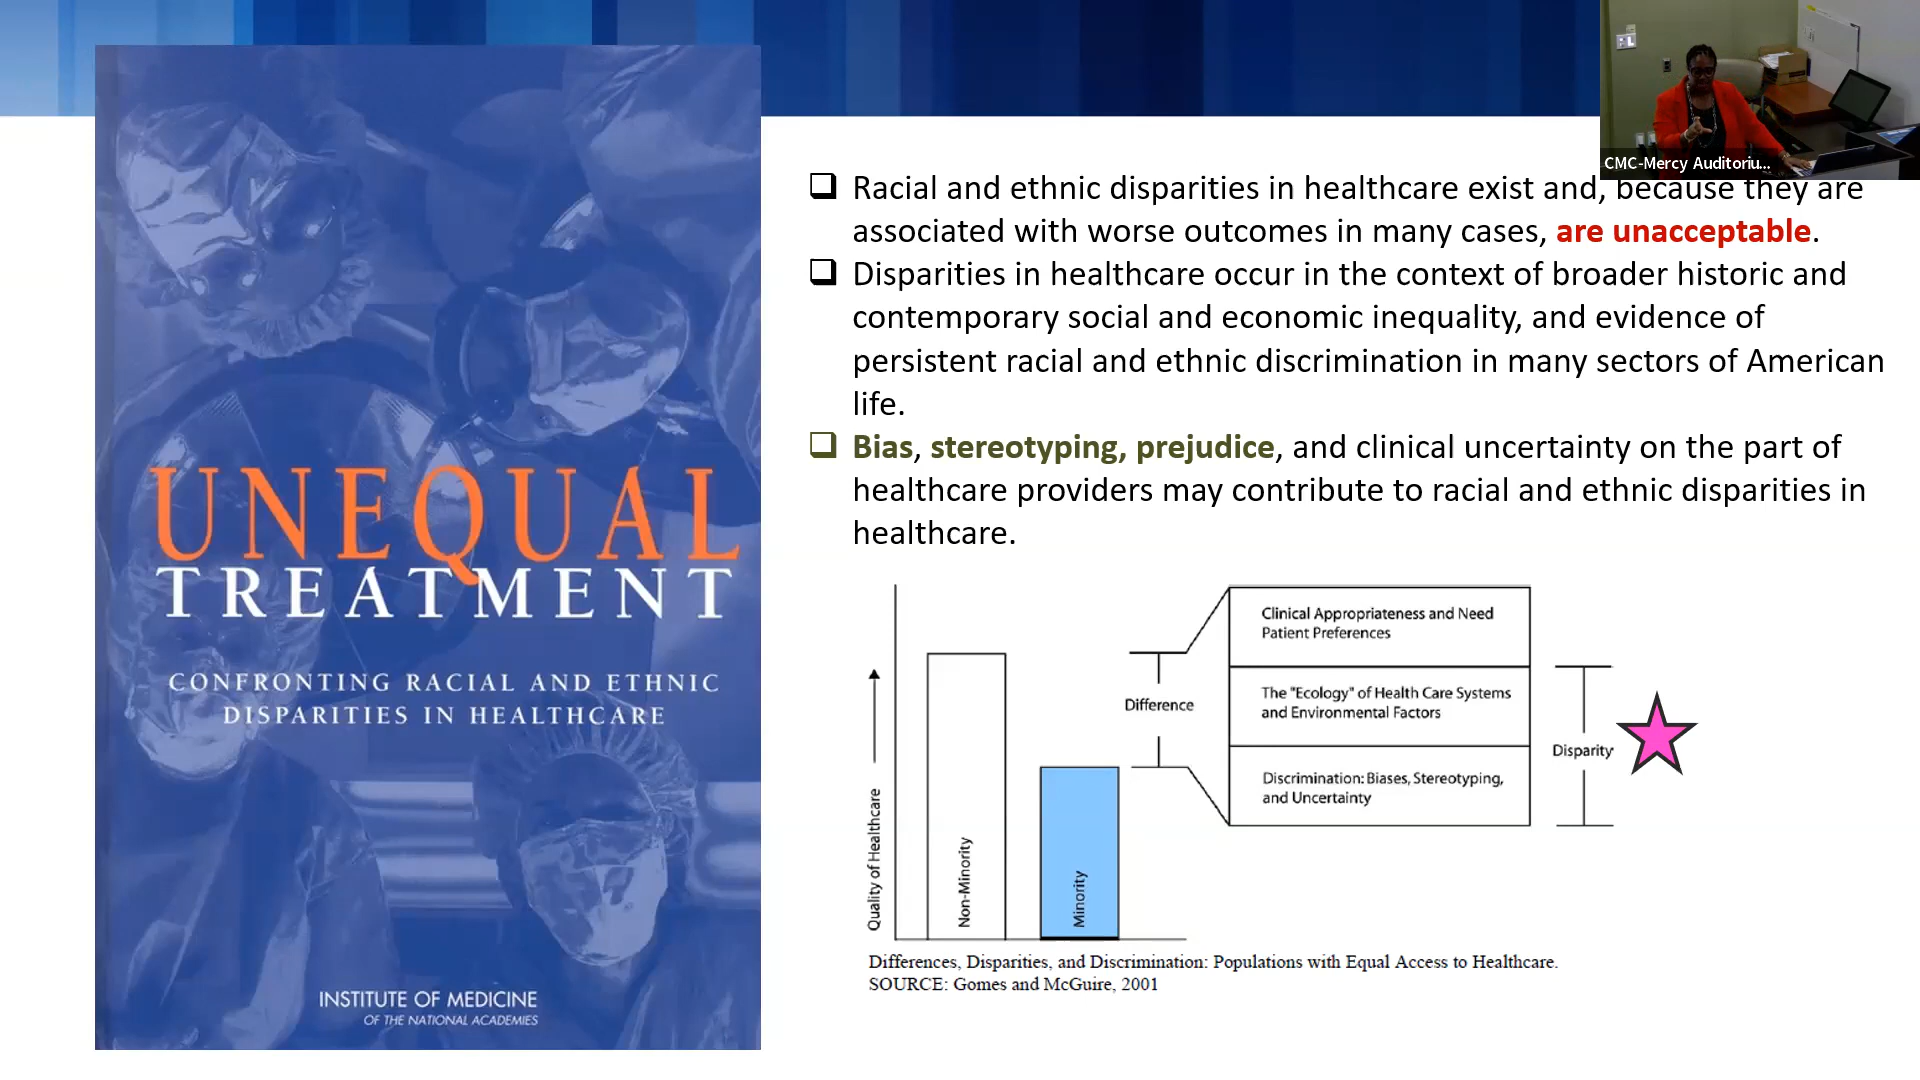 CMC-Mercy Auditoriu...
UNEQUAL
TREATMENT
CONFRONTING RACIAL AND ETHNIC
DISPARITIES IN HEALTHCARE
INSTITUTE OF MEDICINE
OF THE NATIONAL ACADEMIES
Racial and ethnic disparities in healthcare exist and, because they are
associated with worse outcomes in many cases, are unacceptable.
Disparities in healthcare occur in the context of broader historic and
contemporary social and economic inequality, and evidence of
persistent racial and ethnic discrimination in many sectors of American
life.
Bias, stereotyping, prejudice, and clinical uncertainty on the part of
healthcare providers may contribute to racial and ethnic disparities in
healthcare.
Quality of Healthcare
Non-Minority
Minority
Difference
Clinical Appropriateness and Need
Patient Preferences
The "Ecology" of Health Care Systems
and Environmental Factors
Discrimination: Biases, Stereotyping,
and Uncertainty
Disparity
Differences, Disparities, and Discrimination: Populations with Equal Access to Healthcare.
SOURCE: Gomes and McGuire, 2001